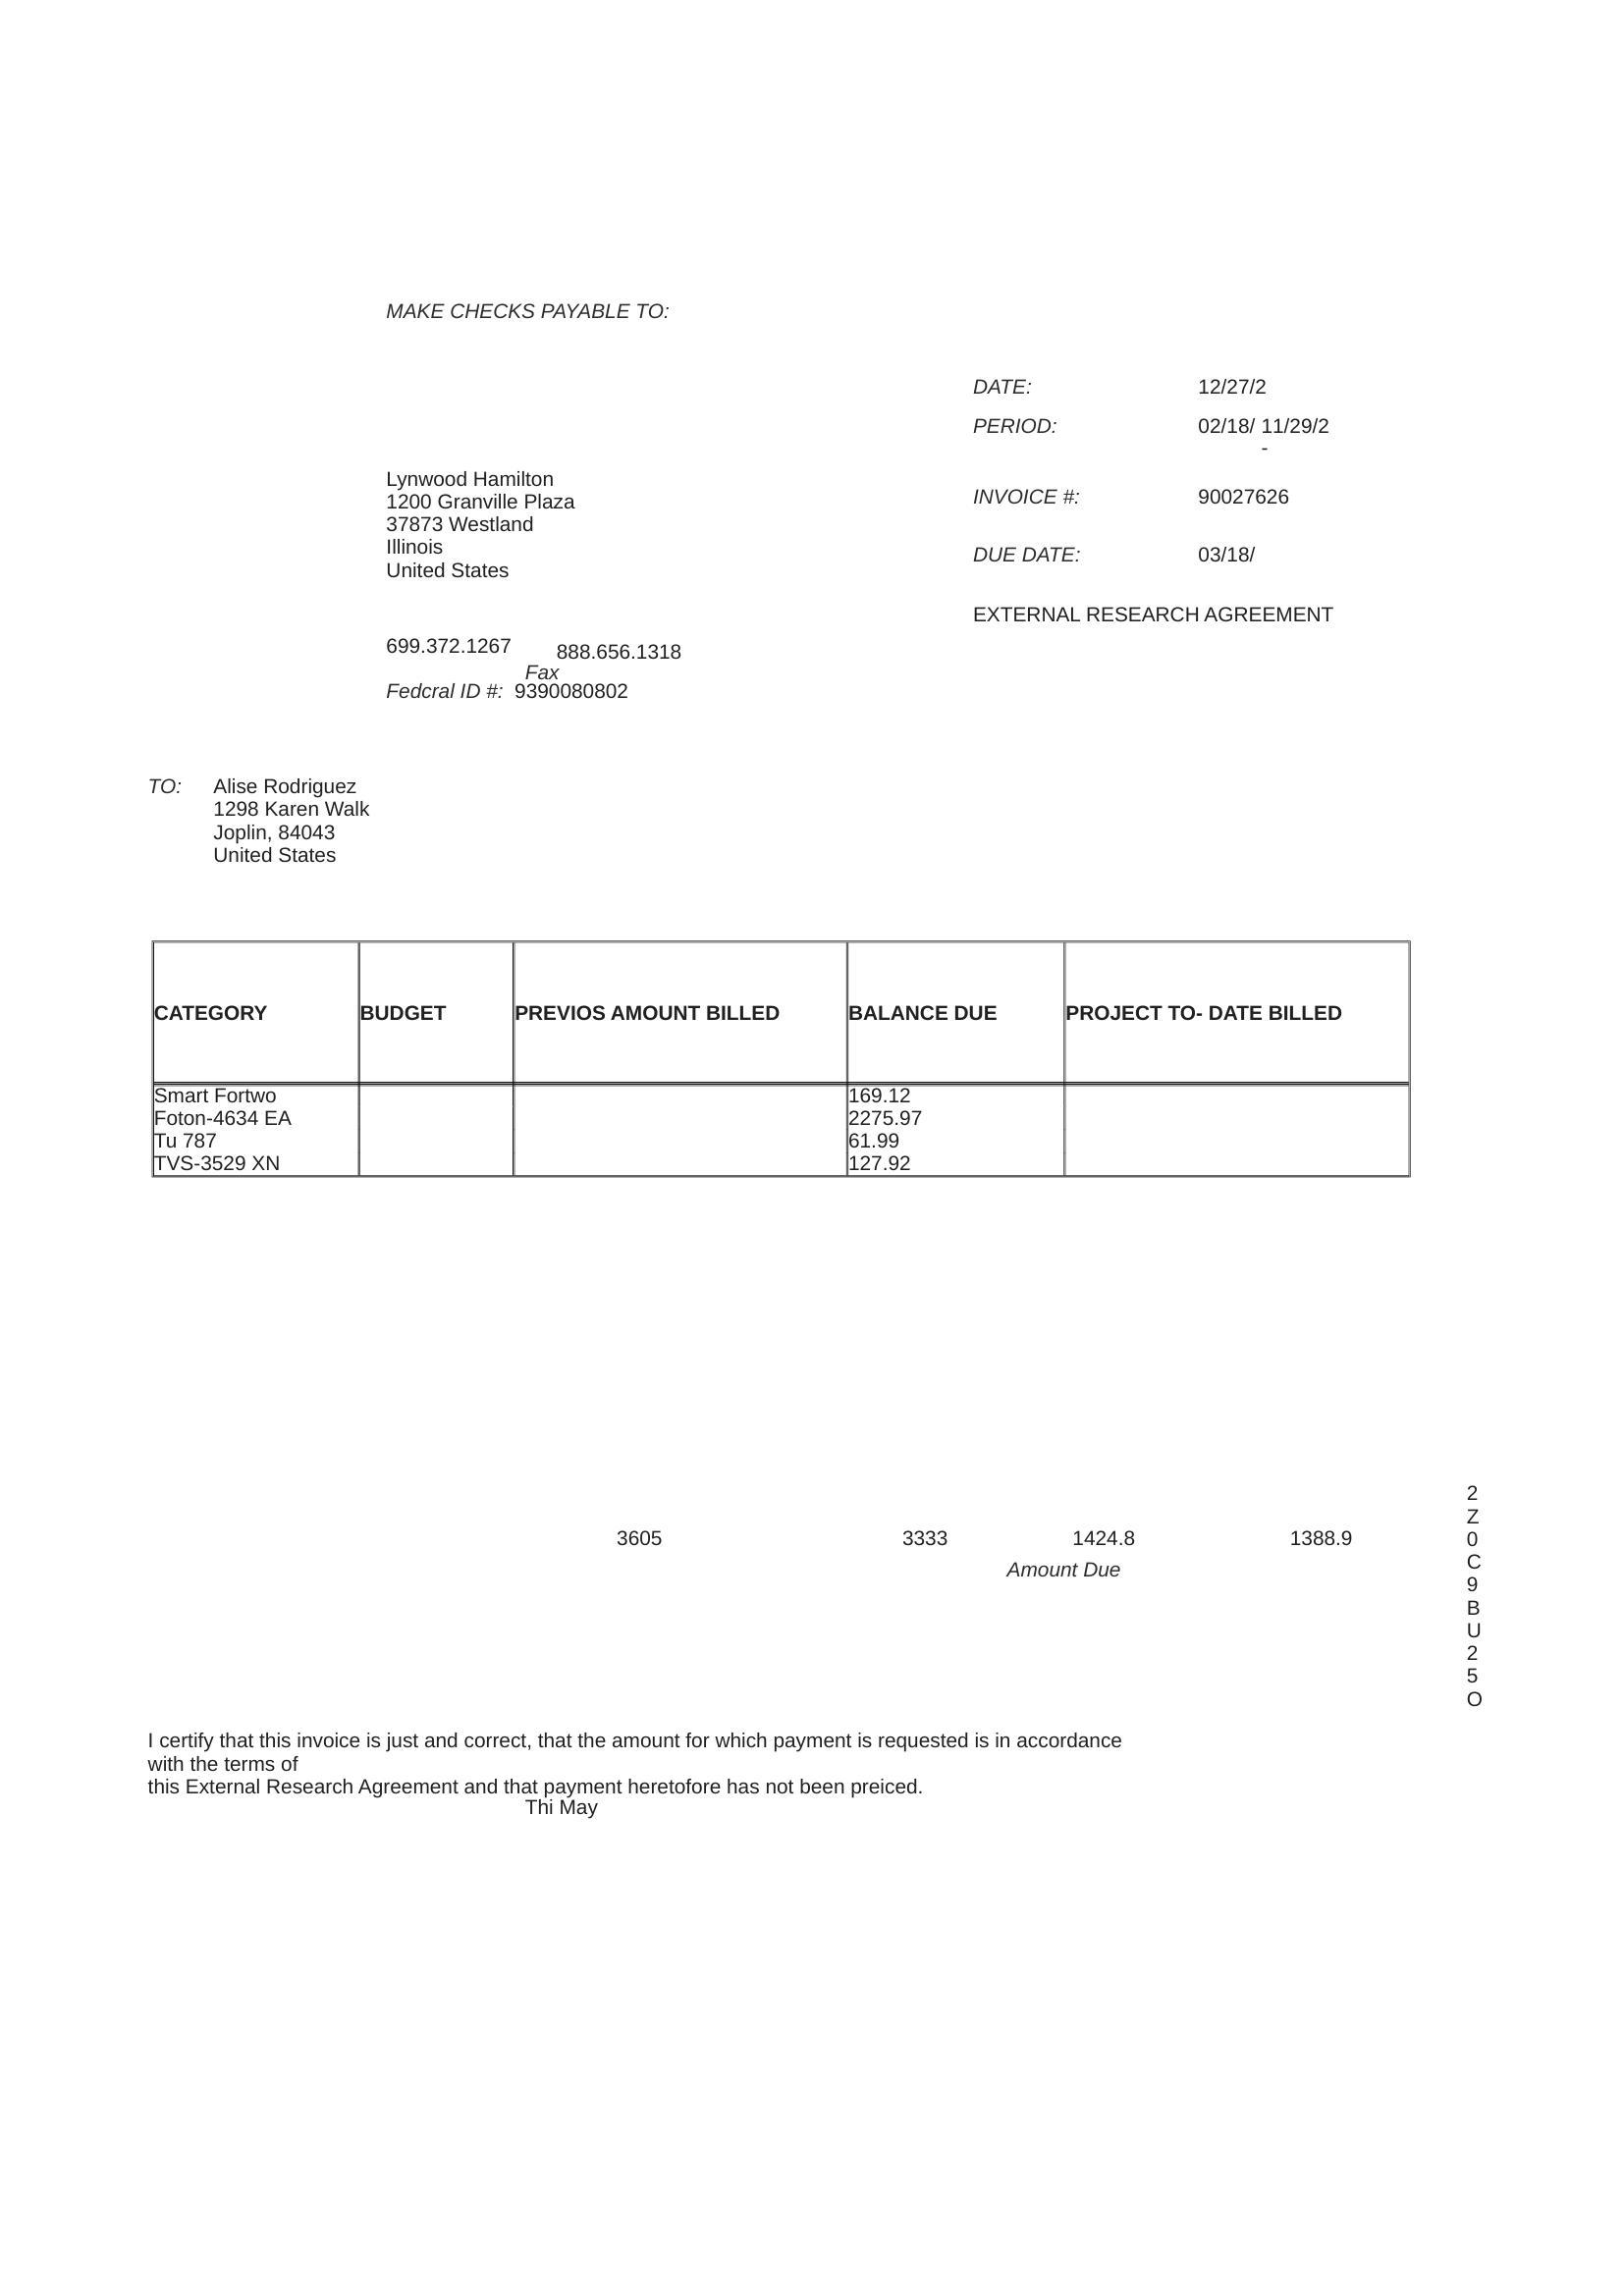 MAKE CHECKS PAYABLE TO:
DATE: 12/27/2
PERIOD: 02/18/ 11/29/2
-
Lynwood Hamilton
1200 Granville Plaza
37873 Westland
Illinois
United States
INVOICE #: 90027626
DUE DATE: 03/18/
EXTERNAL RESEARCH AGREEMENT
699.372.1267 888.656.1318
Fax
Fedcral ID #: 9390080802
TO: Alise Rodriguez
1298 Karen Walk
Joplin, 84043
United States
CATEGORY BUDGET PREVIOS AMOUNT BILLED BALANCE DUE PROJECT TO- DATE BILLED
Smart Fortwo 169.12
Foton-4634 EA 2275.97
Tu 787 61.99
TVS-3529 XN 127.92
3605 3333 1424.8 1388.9
Amount Due
2
Z
0
C
9
B
U
2
5
O
I certify that this invoice is just and correct, that the amount for which payment is requested is in accordance
with the terms of
this External Research Agreement and that payment heretofore has not been preiced.
Thi May